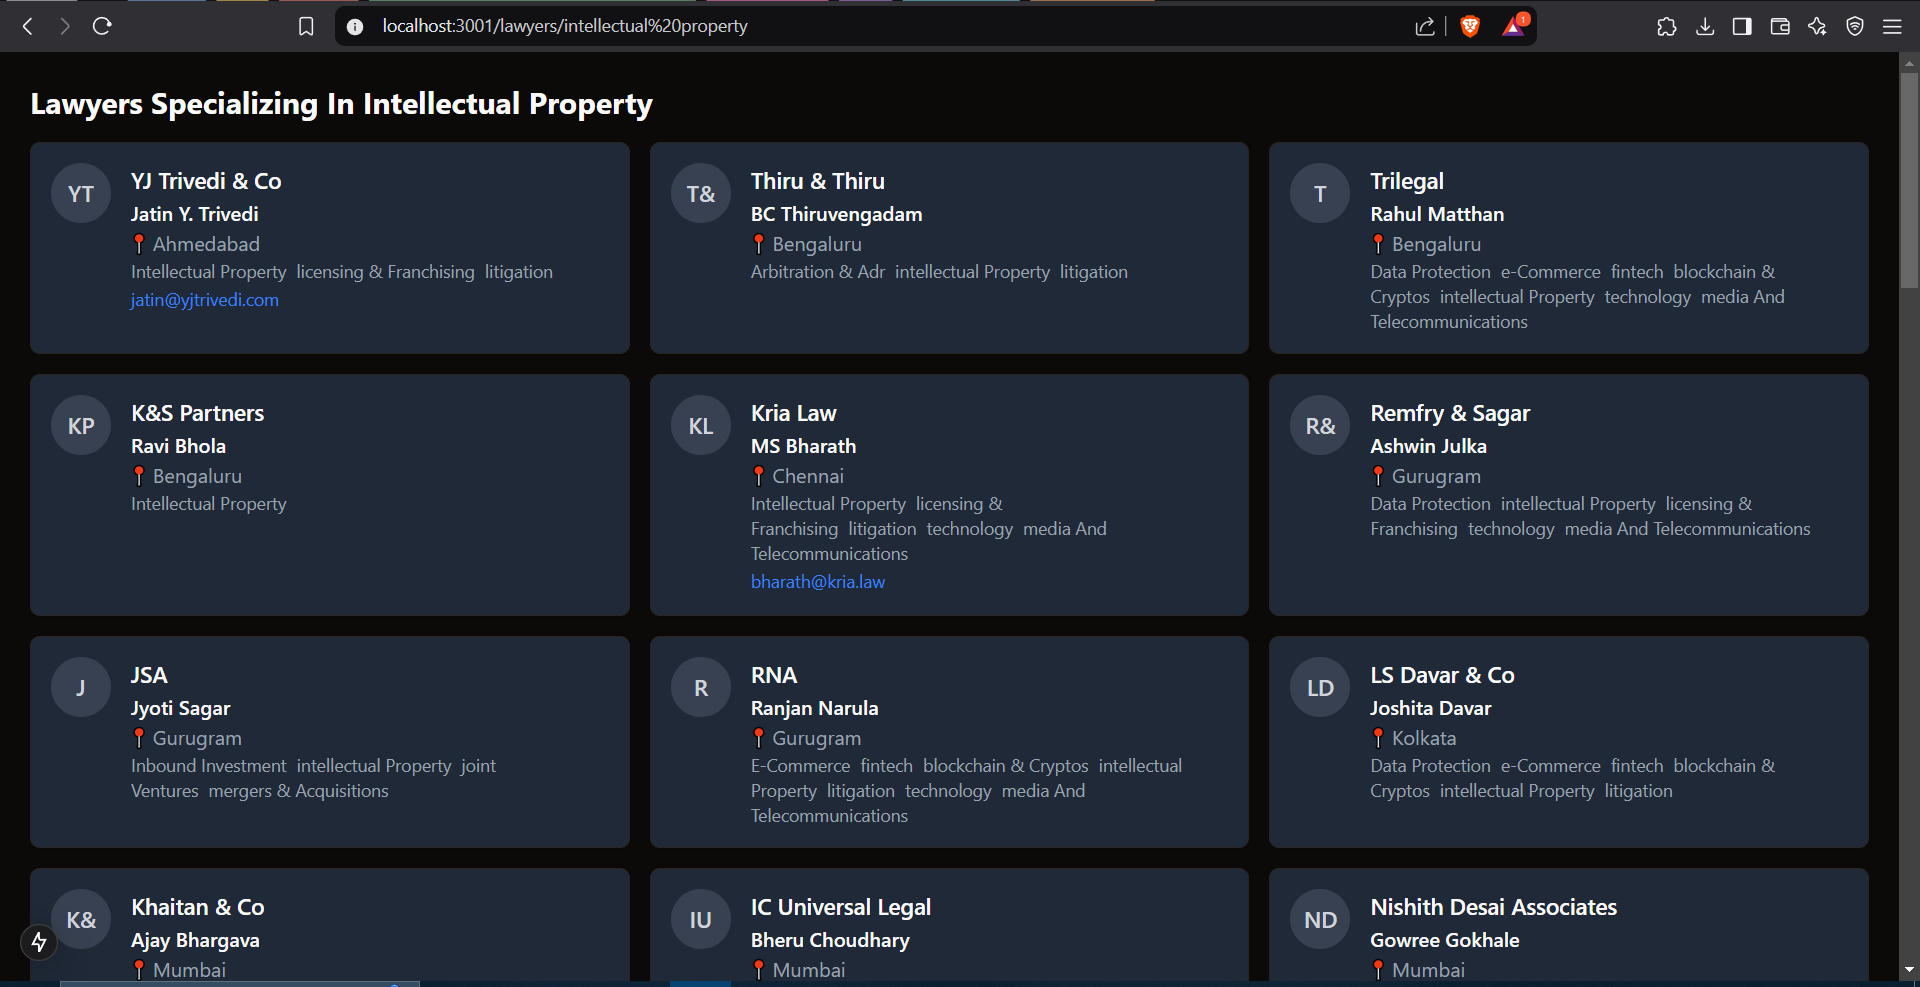 localhost:3001/lawyers/intellectual%20property
1
Lawyers Specializing In Intellectual Property
YT
YJ Trivedi & Co
Jatin Y. Trivedi
Ahmedabad
Intellectual Property licensing & Franchising litigation
jatin@yjtrivedi.com
T&
Thiru & Thiru
BC Thiruvengadam
Bengaluru
Arbitration & Adr intellectual Property litigation
T
Trilegal
Rahul Matthan
Bengaluru
Data Protection e-Commerce fintech blockchain &
Cryptos intellectual Property technology media And
Telecommunications
KP
K&S Partners
Ravi Bhola
Bengaluru
Intellectual Property
KL
Kria Law
MS Bharath
Chennai
Intellectual Property licensing &
Franchising litigation technology media And
Telecommunications
bharath@kria.law
R&
Remfry & Sagar
Ashwin Julka
Gurugram
Data Protection intellectual Property licensing &
Franchising technology media And Telecommunications
J
JSA
Jyoti Sagar
Gurugram
Inbound Investment intellectual Property joint
Ventures mergers & Acquisitions
R
RNA
Ranjan Narula
Gurugram
E-Commerce fintech blockchain & Cryptos intellectual
Property litigation technology media And
Telecommunications
LD
LS Davar & Co
Joshita Davar
Kolkata
Data Protection e-Commerce fintech blockchain &
Cryptos intellectual Property litigation
K&
Khaitan & Co
Ajay Bhargava
Mumbai
IU
IC Universal Legal
Bheru Choudhary
Mumbai
ND
Nishith Desai Associates
Gowree Gokhale
Mumbai